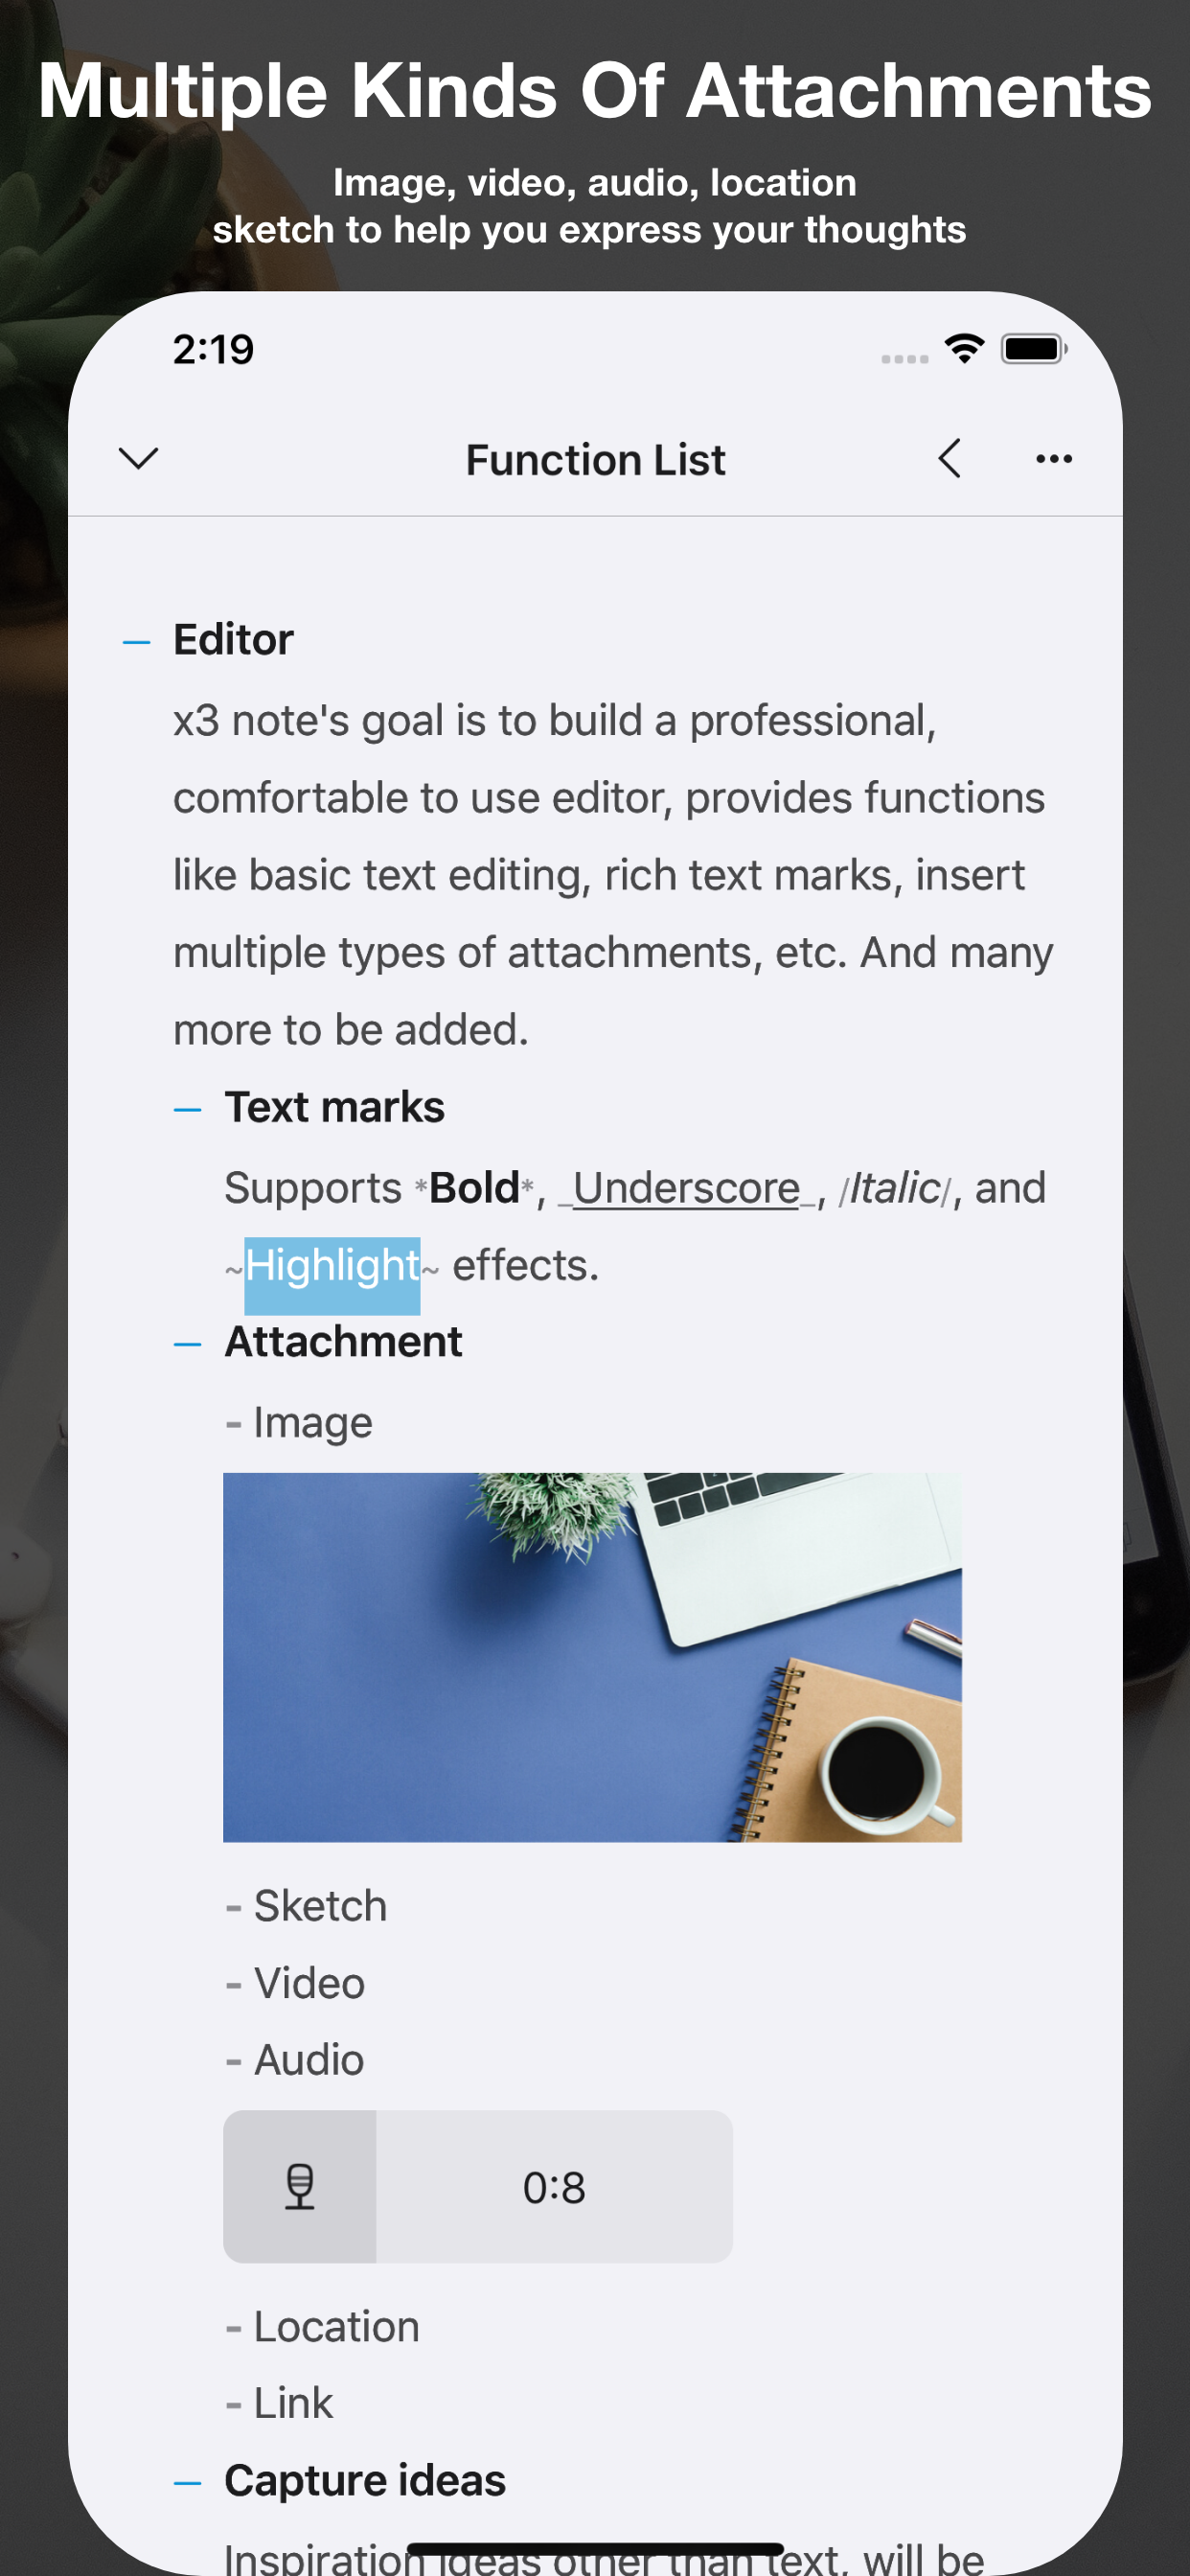 Multiple Kinds Of Attachments
Image, video, audio, location
sketch to help you express your thoughts
2:19
Function List
Editor
x3 note's goal is to build a professional,
comfortable to use editor, provides functions
like basic text editing, rich text marks, insert
multiple types of attachments, etc. And many
more to be added.
Text marks
Supports *Bold*, _Underscore_, /Italic/, and
~Highlight~ effects.
Attachment
- Image
- Sketch
- Video
- Audio
0:8
- Location
- Link
Capture ideas
Inspiration ideas other than text, will be